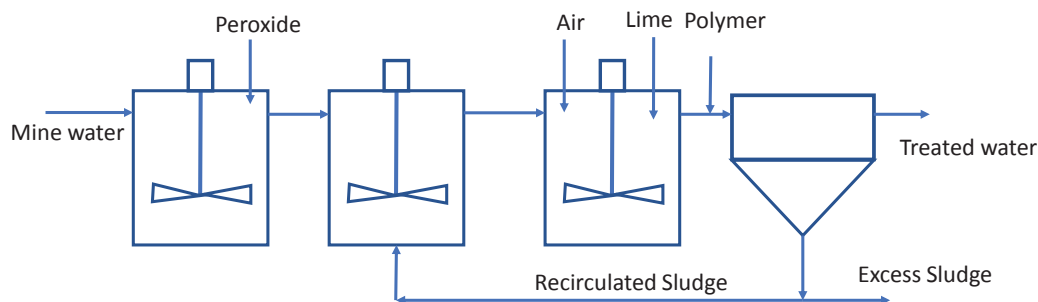 Peroxide
Air
Lime
Polymer
Mine water
Treated water
Recirculated Sludge
Excess Sludge